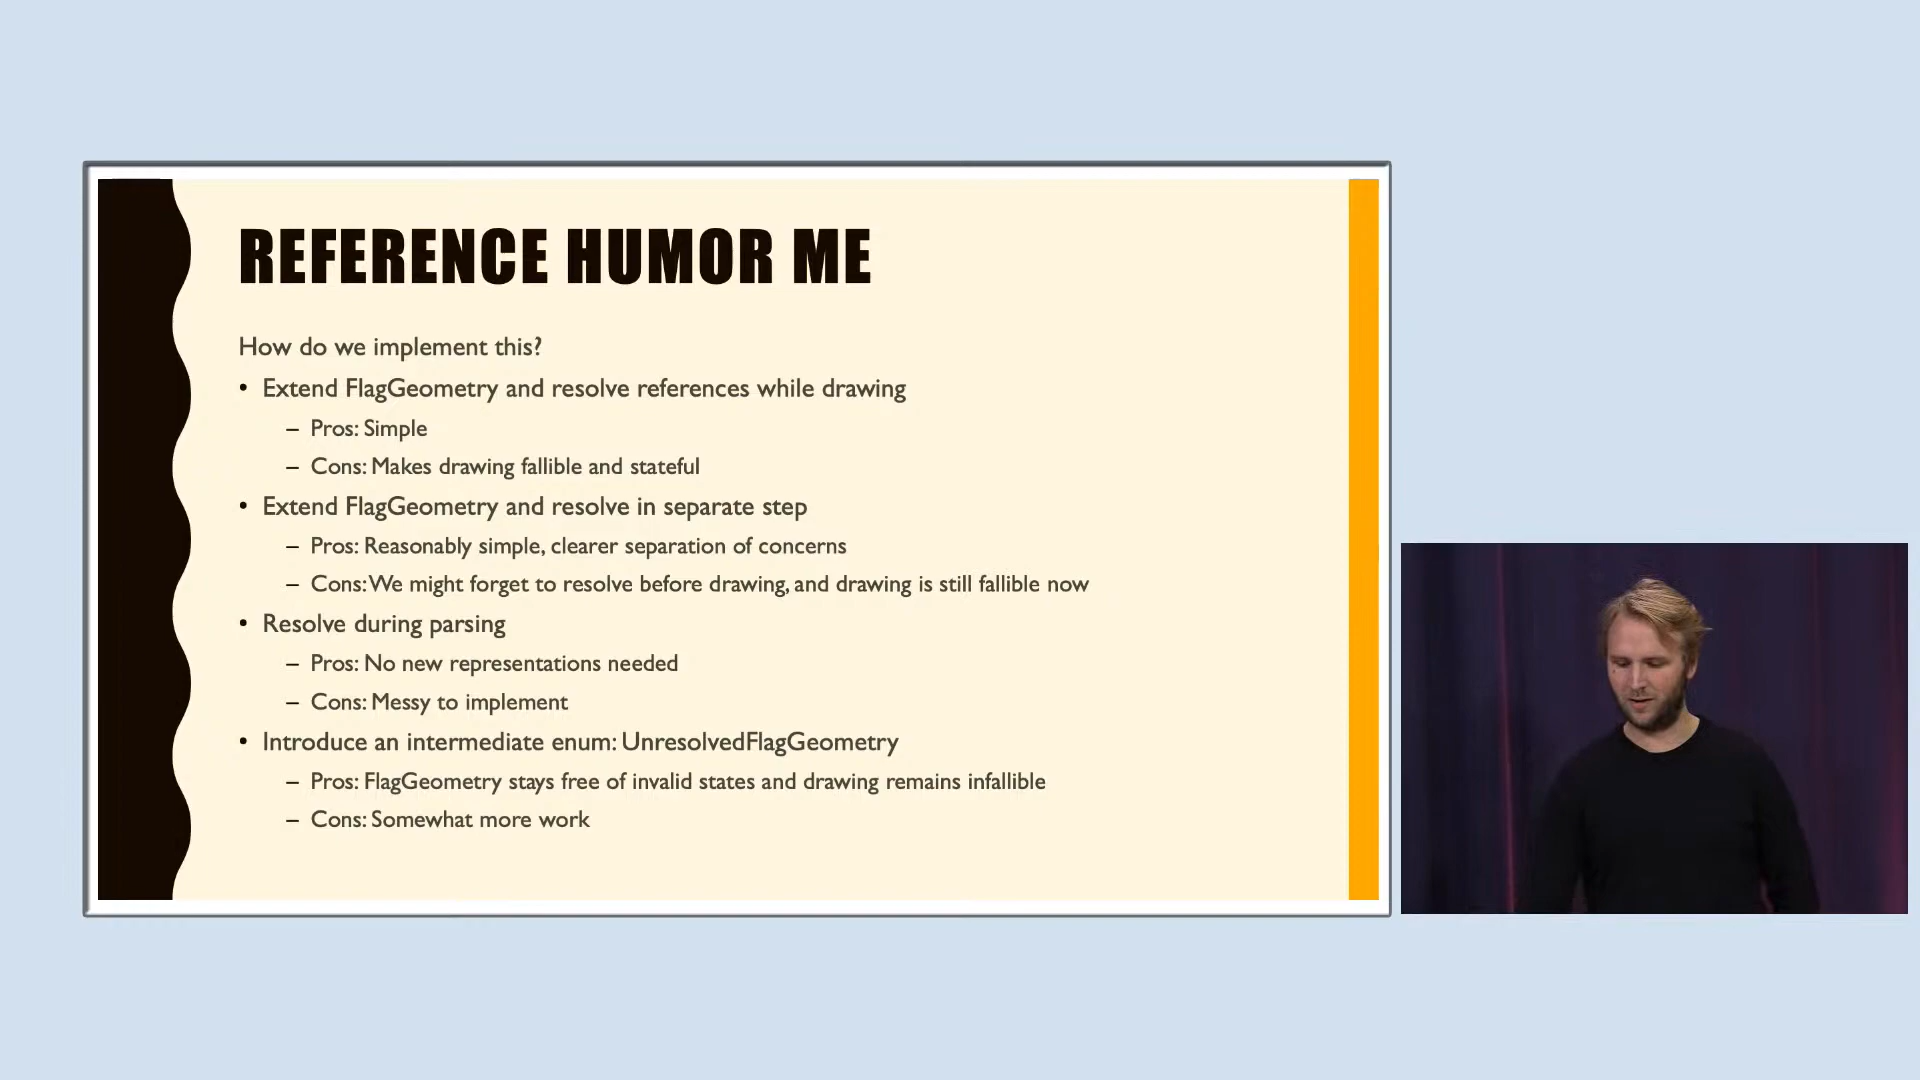 REFERENCE HUMOR ME
How do we implement this?
• Extend FlagGeometry and resolve references while drawing
– Pros: Simple
– Cons: Makes drawing fallible and stateful
• Extend FlagGeometry and resolve in separate step
– Pros: Reasonably simple, clearer separation of concerns
– Cons: We might forget to resolve before drawing, and drawing is still fallible now
• Resolve during parsing
– Pros: No new representations needed
– Cons: Messy to implement
• Introduce an intermediate enum: UnresolvedFlagGeometry
– Pros: FlagGeometry stays free of invalid states and drawing remains infallible
– Cons: Somewhat more work